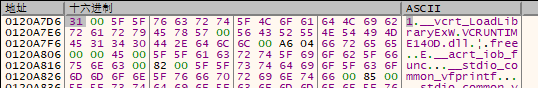 地址 十六进制 ASCII
0120A7D6 31 00 5F 5F 76 63 72 74 5F 4C 6F 61 64 4C 69 62 1.__vcrt_LoadLib
0120A7E6 72 61 72 79 45 78 57 00 56 43 52 55 4E 54 49 4D raryExW.VCRUNTIM
0120A7F6 45 31 34 30 44 2E 64 6C 6C 00 A6 04 66 72 65 65 E140D.dll.¦.free
0120A806 00 00 45 00 5F 5F 61 63 72 74 5F 69 6F 62 5F 66 ..E.__acrt_iob_f
0120A816 75 6E 63 00 82 00 5F 5F 73 74 64 69 6F 5F 63 6F unc...__stdio_co
0120A826 6D 6D 6F 6E 5F 76 66 70 72 69 6E 74 66 00 85 00 mmon_vfprintf...